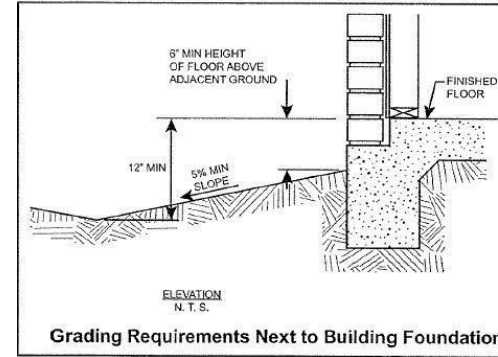 6" MIN HEIGHT
OF FLOOR ABOVE
ADJACENT GROUND
FINISHED
FLOOR
12" MIN
5% MIN
SLOPE
ELEVATION
N. T. S.
Grading Requirements Next to Building Foundation